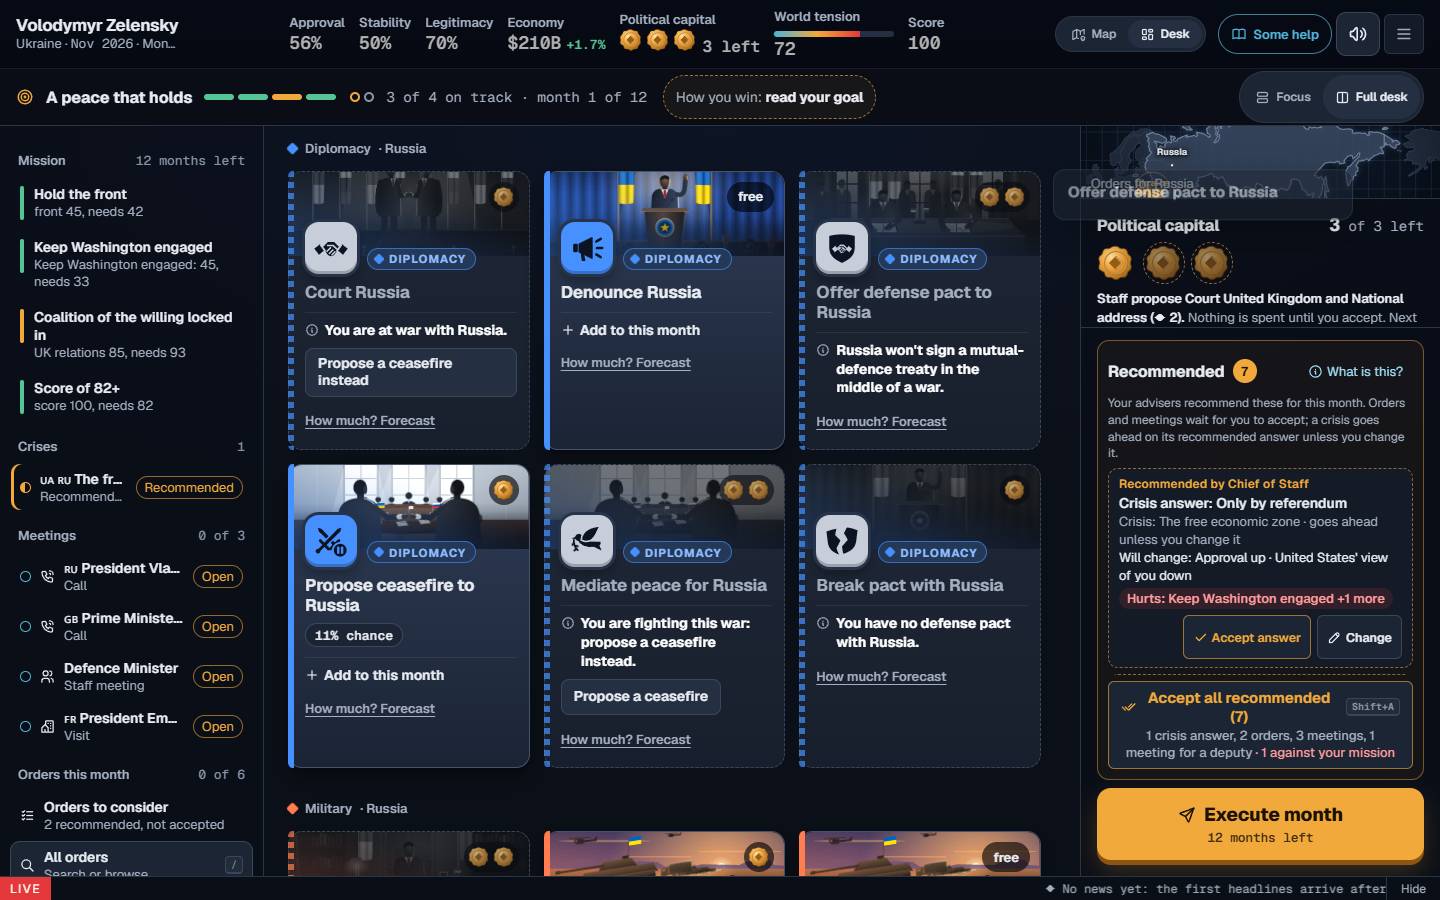 Volodymyr Zelensky
Ukraine · Nov 2026 · Mon...
Approval
56%
Stability
50%
Legitimacy
70%
Economy
$210B +1.7%
Political capital
3 left
World tension
72
Score
100
Map
Desk
Some help
A peace that holds
3 of 4 on track · month 1 of 12
How you win: read your goal
Focus
Full desk
Mission
12 months left
Hold the front
front 45, needs 42
Keep Washington engaged
Keep Washington engaged: 45,
needs 33
Coalition of the willing locked
in
UK relations 85, needs 93
Score of 82+
score 100, needs 82
Crises
1
UA RU The fr...
Recommend...
Recommended
Meetings
0 of 3
RU President Vla...
Call
Open
GB Prime Ministe...
Call
Open
Defence Minister
Staff meeting
Open
FR President Em...
Visit
Open
Orders this month
0 of 6
Orders to consider
2 recommended, not accepted
All orders
/
Search or browse
Diplomacy · Russia
DIPLOMACY
Court Russia
You are at war with Russia.
Propose a ceasefire
instead
How much? Forecast
free
DIPLOMACY
Denounce Russia
+ Add to this month
How much? Forecast
DIPLOMACY
Offer defense pact to
Russia
Russia won't sign a mutual-
defence treaty in the
middle of a war.
How much? Forecast
DIPLOMACY
Propose ceasefire to
Russia
11% chance
+ Add to this month
How much? Forecast
DIPLOMACY
Mediate peace for Russia
You are fighting this war:
propose a ceasefire
instead.
Propose a ceasefire
How much? Forecast
DIPLOMACY
Break pact with Russia
You have no defense pact
with Russia.
How much? Forecast
Military · Russia
free
Russia
Orders for Russia
Offer defense pact to Russia
Political capital
3 of 3 left
Staff propose Court United Kingdom and National
address (◆ 2). Nothing is spent until you accept. Next
Recommended 7
What is this?
Your advisers recommend these for this month. Orders
and meetings wait for you to accept; a crisis goes
ahead on its recommended answer unless you change
it.
Recommended by Chief of Staff
Crisis answer: Only by referendum
Crisis: The free economic zone · goes ahead
unless you change it
Will change: Approval up · United States' view
of you down
Hurts: Keep Washington engaged +1 more
Accept answer
Change
Accept all recommended
(7)
Shift+A
1 crisis answer, 2 orders, 3 meetings, 1
meeting for a deputy · 1 against your mission
Execute month
12 months left
LIVE
◆ No news yet: the first headlines arrive after
Hide